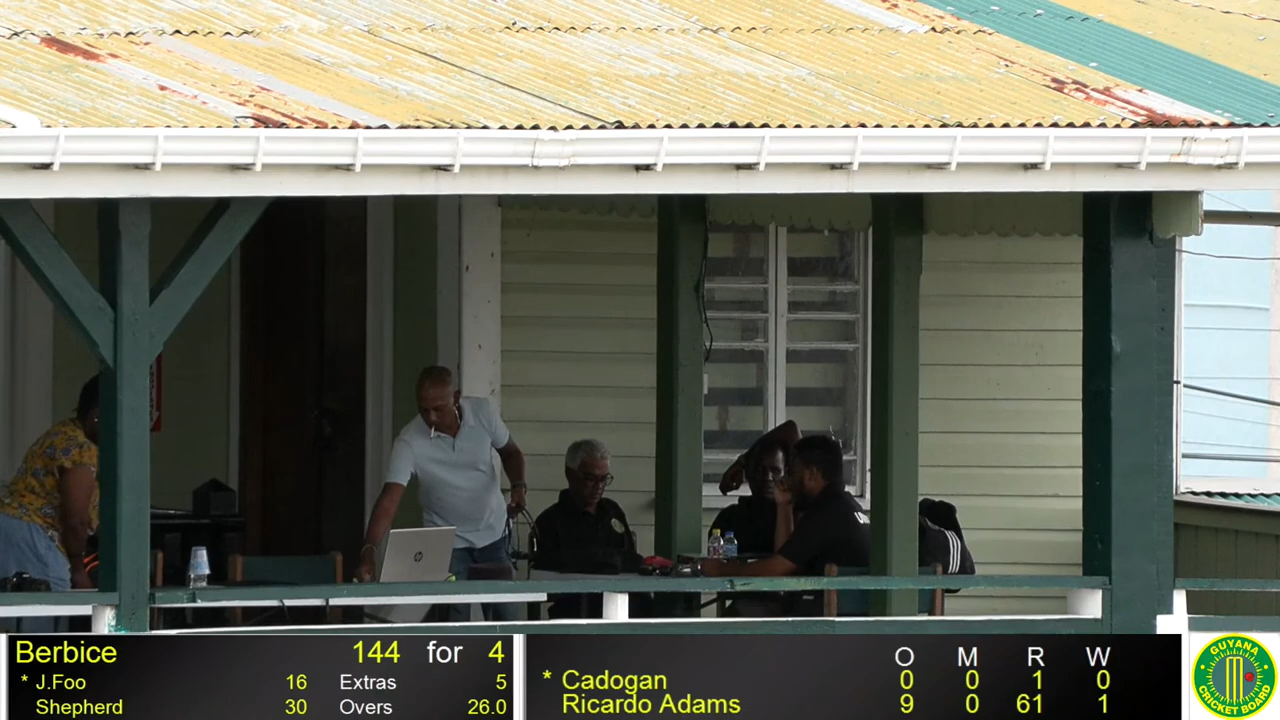 Berbice 144 for 4
* J.Foo 16 Extras 5
Shepherd 30 Overs 26.0
O M R W
* Cadogan 0 0 1 0
Ricardo Adams 9 0 61 1
GUYANA
CRICKET BOARD
hp